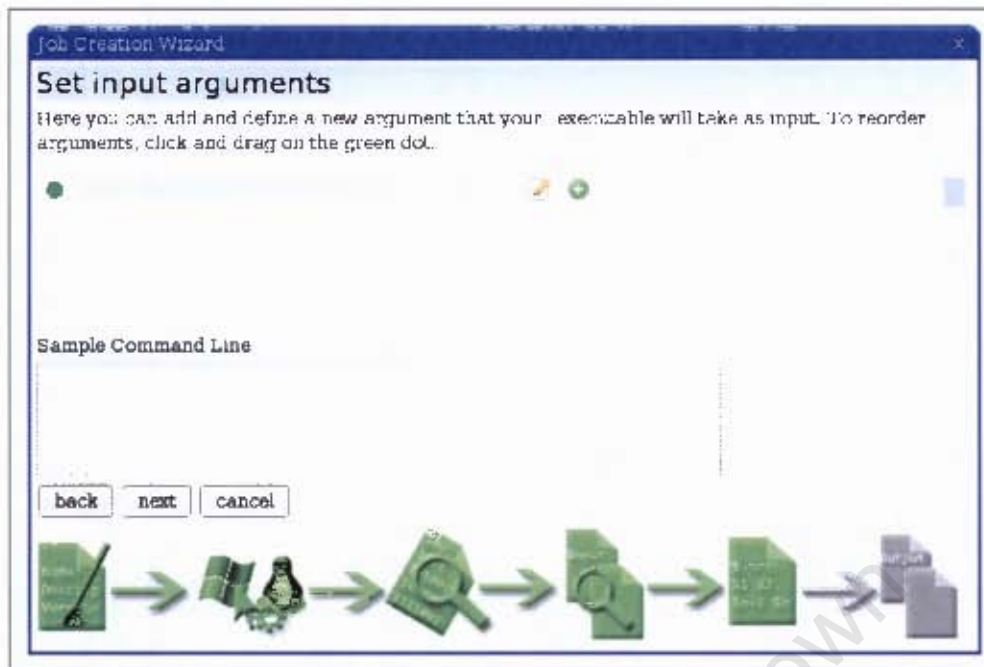 Job Creation Wizard
Set input arguments
Here you can add and define a new argument that your executable will take as input. To reorder
arguments, click and drag on the green dot.
Sample Command Line
back next cancel
Output